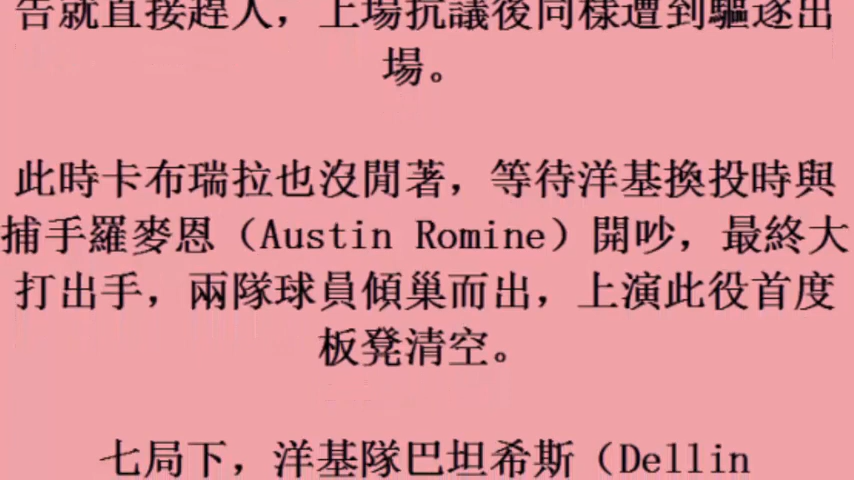 告就直接趕人，上場抗議後同樣遭到驅逐出
場。
此時卡布瑞拉也沒閒著，等待洋基換投時與
捕手羅麥恩（Austin Romine）開吵，最終大
打出手，兩隊球員傾巢而出，上演此役首度
板凳清空。
七局下，洋基隊巴坦希斯（Dellin